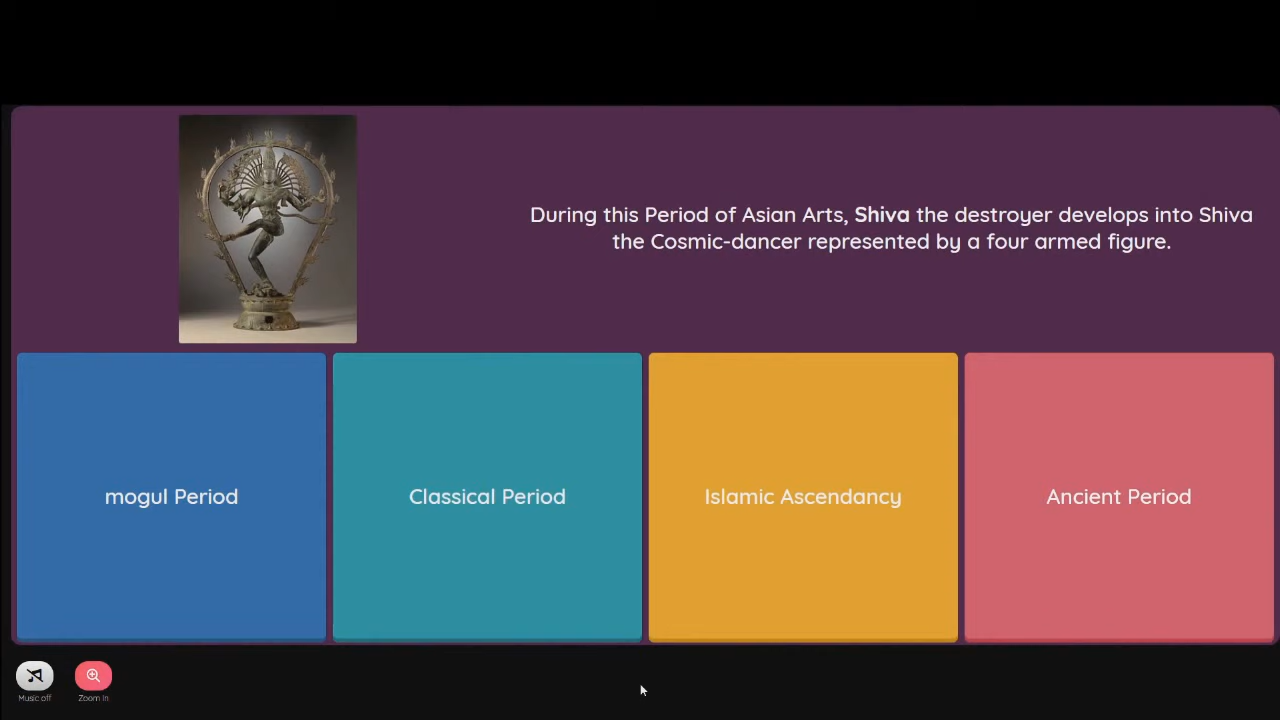 During this Period of Asian Arts, Shiva the destroyer develops into Shiva
the Cosmic-dancer represented by a four armed figure.
mogul Period
Classical Period
Islamic Ascendancy
Ancient Period
Music off
Zoom in